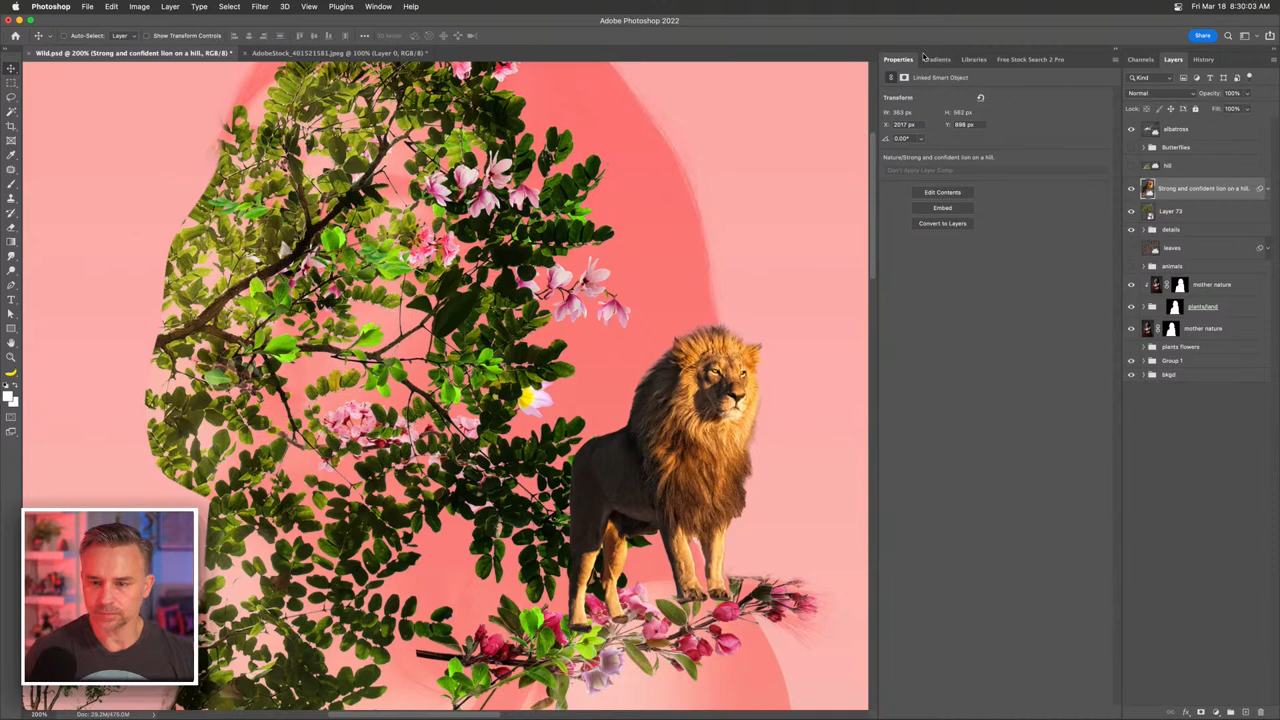 Photoshop File Edit Image Layer Type Select Filter 3D View Plugins Window Help Fri Mar 18 8:30:03 AM
Adobe Photoshop 2022
Auto-Select: Layer Show Transform Controls Share
Wild.psd @ 200% (Strong and confident lion on a hill., RGB/8) * AdobeStock_401521581.jpeg @ 100% (Layer 0, RGB/8) *
Properties Gradients Libraries Free Stock Search 2 Pro
Linked Smart Object
Transform
W: 363 px H: 562 px
X: 2017 px Y: 898 px
0.00°
Nature/Strong and confident lion on a hill.
Don't Apply Layer Comp
Edit Contents
Embed
Convert to Layers
Channels Layers History
Kind
Normal Opacity: 100%
Lock: Fill: 100%
albatross
Butterflies
hill
Strong and confident lion on a hill.
Layer 73
details
leaves
animals
mother nature
plants/land
mother nature
plants flowers
Group 1
bkgd
200% Doc: 29.2M/475.0M